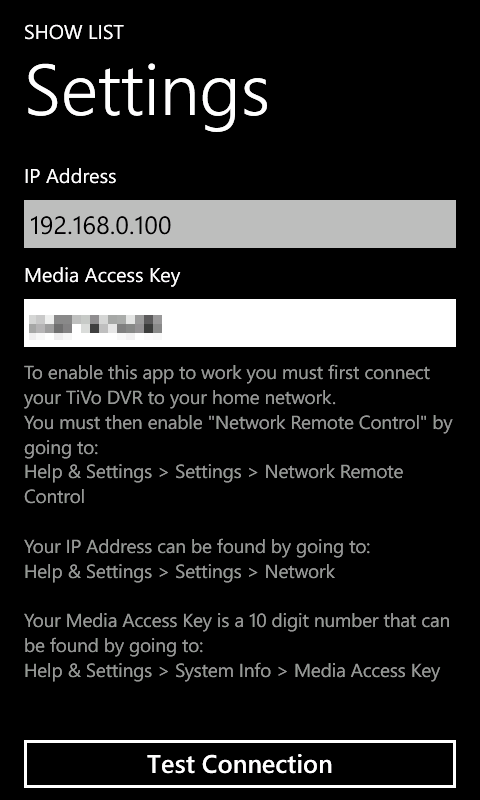 SHOW LIST
Settings
IP Address
192.168.0.100
Media Access Key
To enable this app to work you must first connect
your TiVo DVR to your home network.
You must then enable "Network Remote Control" by
going to:
Help & Settings > Settings > Network Remote
Control
Your IP Address can be found by going to:
Help & Settings > Settings > Network
Your Media Access Key is a 10 digit number that can
be found by going to:
Help & Settings > System Info > Media Access Key
Test Connection